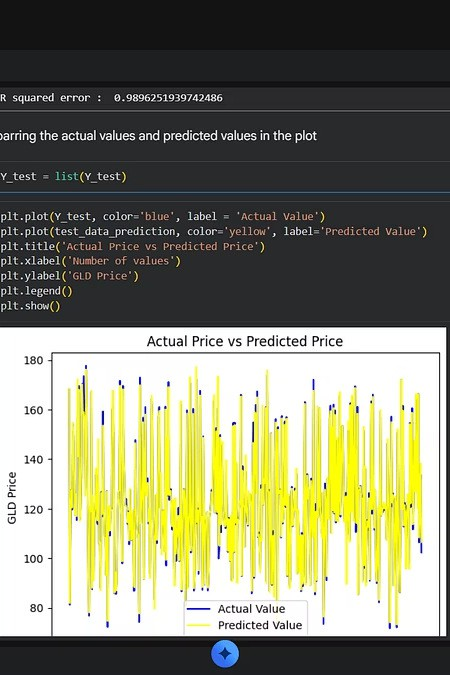 R squared error :  0.9896251939742486
parring the actual values and predicted values in the plot
Y_test = list(Y_test)
plt.plot(Y_test, color='blue', label = 'Actual Value')
plt.plot(test_data_prediction, color='yellow', label='Predicted Value')
plt.title('Actual Price vs Predicted Price')
plt.xlabel('Number of values')
plt.ylabel('GLD Price')
plt.legend()
plt.show()
Actual Price vs Predicted Price
180
160
140
120
100
80
GLD Price
Actual Value
Predicted Value